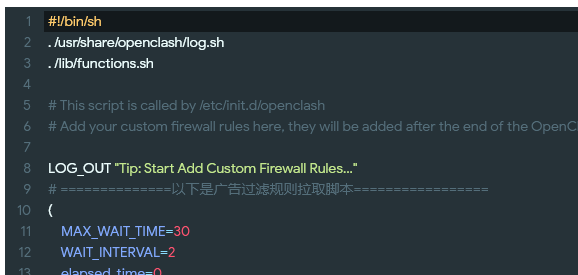 1 #!/bin/sh
2 . /usr/share/openclash/log.sh
3 . /lib/functions.sh
4
5 # This script is called by /etc/init.d/openclash
6 # Add your custom firewall rules here, they will be added after the end of the OpenCl
7
8 LOG_OUT "Tip: Start Add Custom Firewall Rules..."
9 # ==============以下是广告过滤规则拉取脚本=================
10 (
11 MAX_WAIT_TIME=30
12 WAIT_INTERVAL=2
13 elapsed_time=0